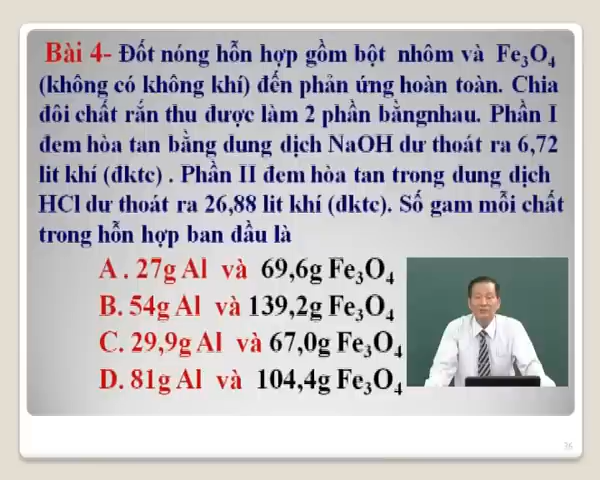 Bài 4- Đốt nóng hỗn hợp gồm bột nhôm và Fe3O4
(không có không khí) đến phản ứng hoàn toàn. Chia
đôi chất rắn thu được làm 2 phần bằngnhau. Phần I
đem hòa tan bằng dung dịch NaOH dư thoát ra 6,72
lit khí (đktc) . Phần II đem hòa tan trong dung dịch
HCl dư thoát ra 26,88 lit khí (đktc). Số gam mỗi chất
trong hỗn hợp ban đầu là
A . 27g Al và 69,6g Fe3O4
B. 54g Al và 139,2g Fe3O4
C. 29,9g Al và 67,0g Fe3O4
D. 81g Al và 104,4g Fe3O4
26